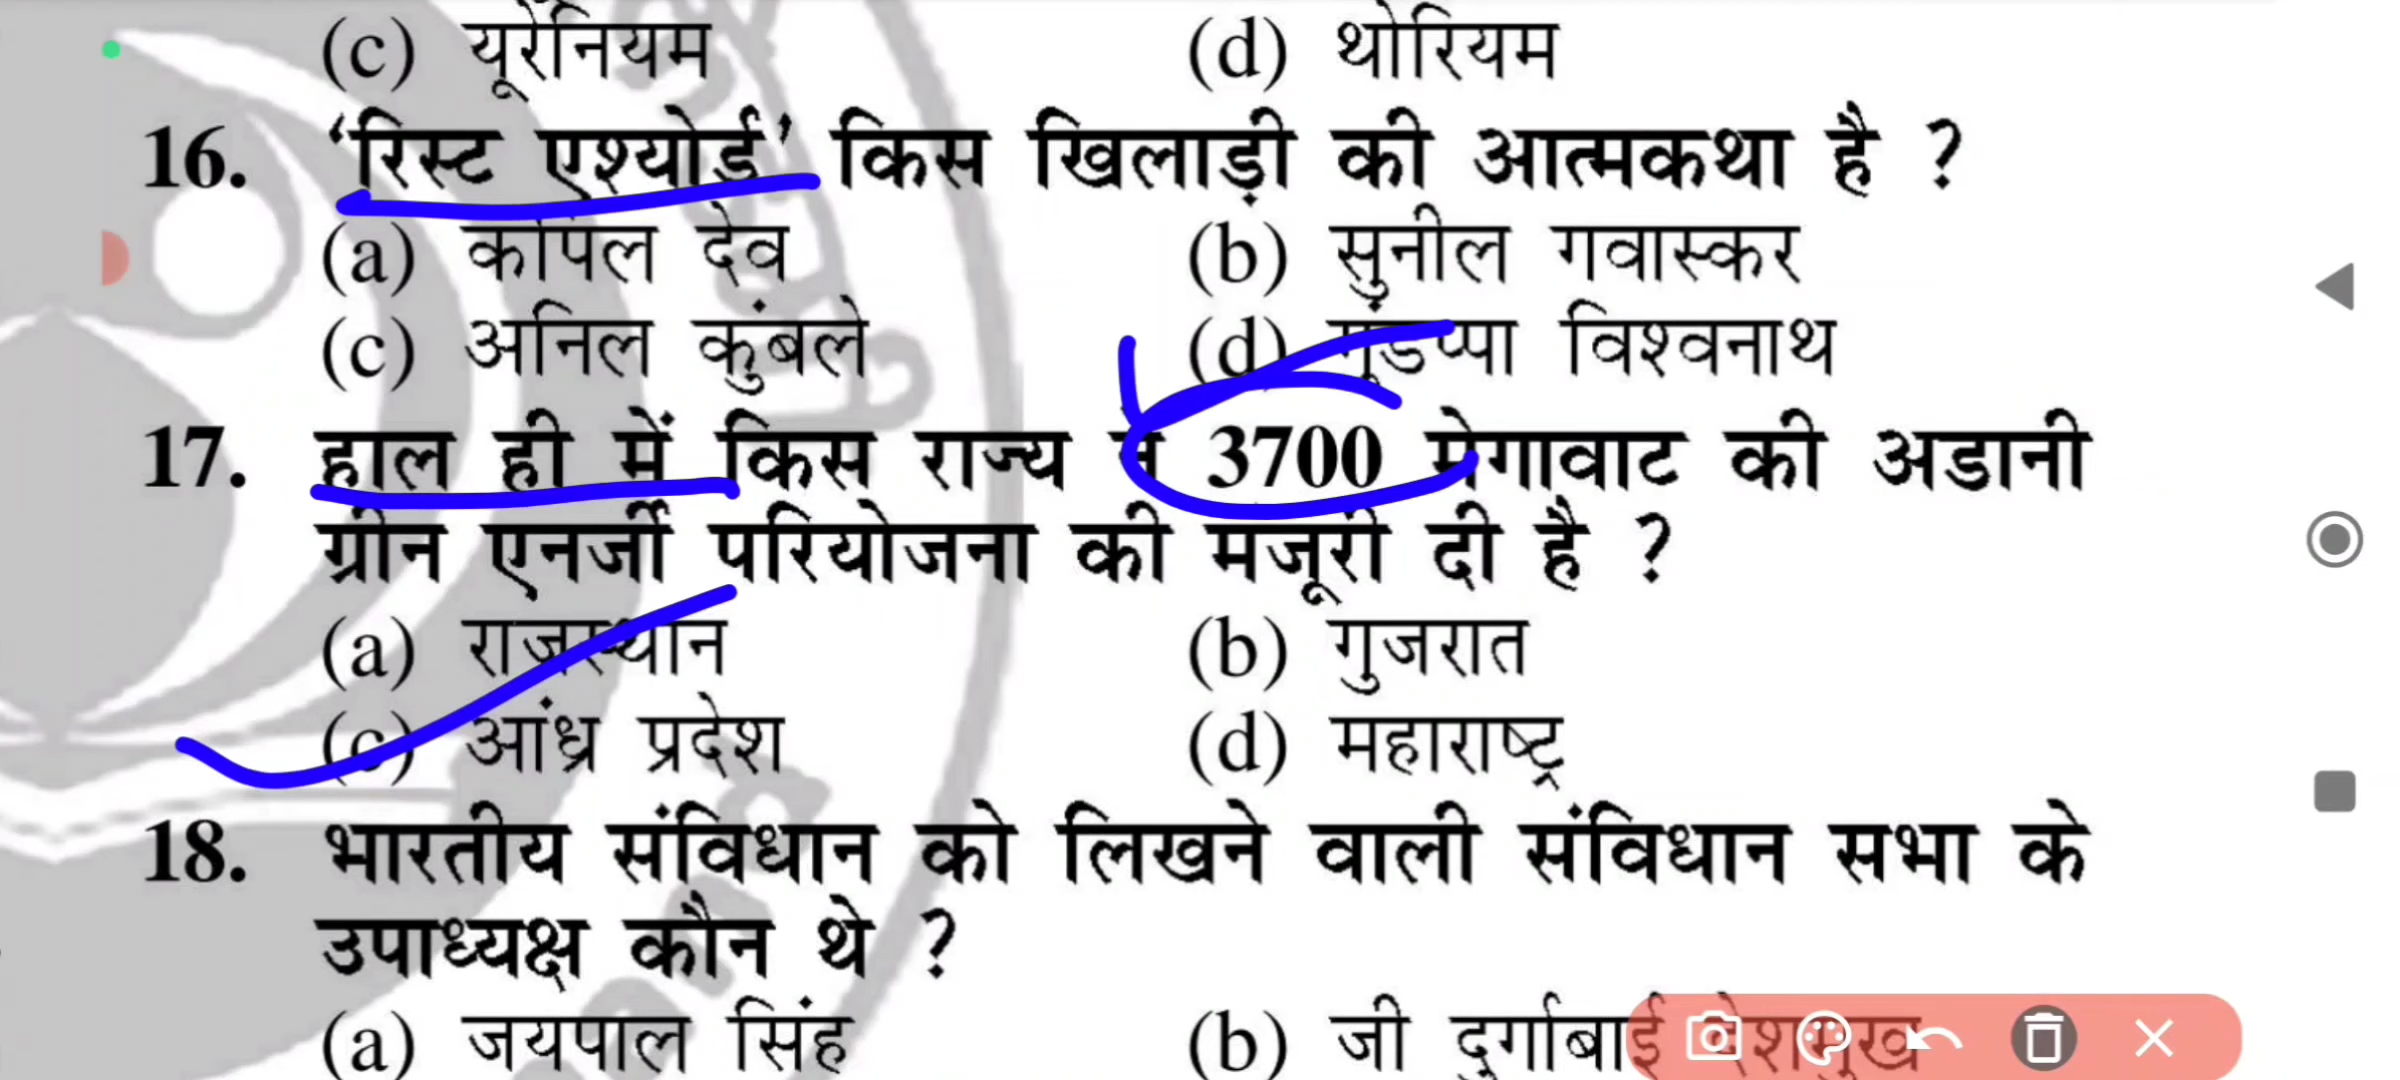 (c) यूरेनियम (d) थोरियम
16. ‘रिस्ट एश्योर्ड’ किस खिलाड़ी की आत्मकथा है ?
(a) कपिल देव (b) सुनील गवास्कर
(c) अनिल कुंबले (d) गुंडप्पा विश्वनाथ
17. हाल ही में किस राज्य ने 3700 मेगावाट की अडानी
ग्रीन एनर्जी परियोजना को मंजूरी दी है ?
(a) राजस्थान (b) गुजरात
(c) आंध्र प्रदेश (d) महाराष्ट्र
18. भारतीय संविधान को लिखने वाली संविधान सभा के
उपाध्यक्ष कौन थे ?
(a) जयपाल सिंह (b) जी दुर्गाबाई देशमुख